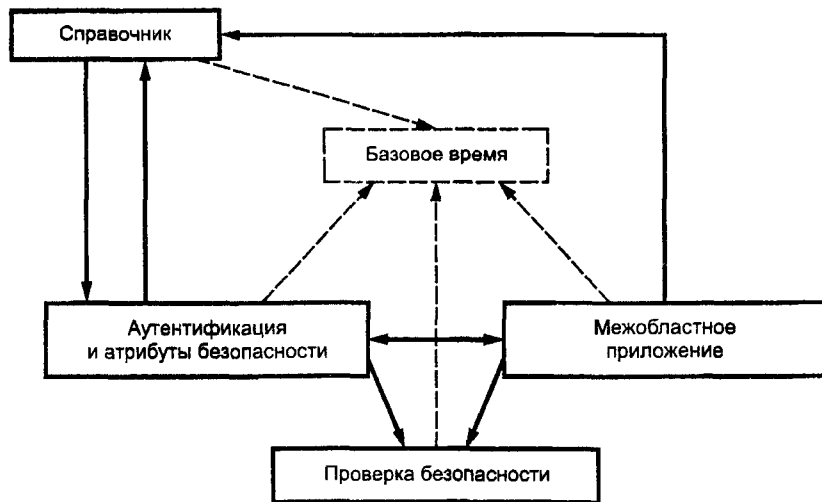 Справочник
Базовое время
Аутентификация
и атрибуты безопасности
Межобластное
приложение
Проверка безопасности